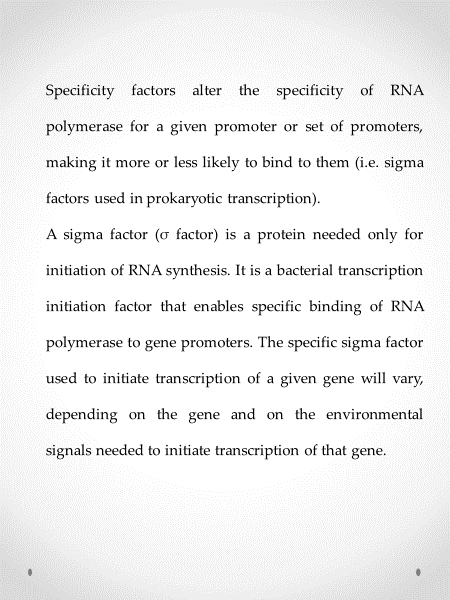 Specificity factors alter the specificity of RNA
polymerase for a given promoter or set of promoters,
making it more or less likely to bind to them (i.e. sigma
factors used in prokaryotic transcription).
A sigma factor (σ factor) is a protein needed only for
initiation of RNA synthesis. It is a bacterial transcription
initiation factor that enables specific binding of RNA
polymerase to gene promoters. The specific sigma factor
used to initiate transcription of a given gene will vary,
depending on the gene and on the environmental
signals needed to initiate transcription of that gene.